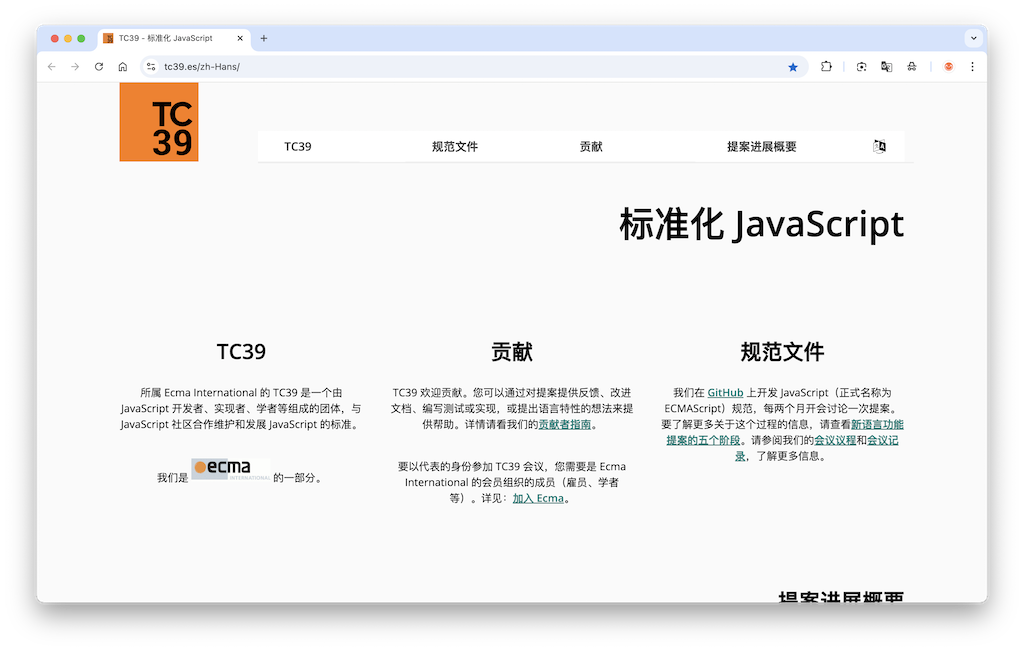 TC39 - 标准化 JavaScript
tc39.es/zh-Hans/
TC
39
TC39
规范文件
贡献
提案进展概要
标准化 JavaScript
TC39
所属 Ecma International 的 TC39 是一个由
JavaScript 开发者、实现者、学者等组成的团体，与
JavaScript 社区合作维护和发展 JavaScript 的标准。
我们是 ecma INTERNATIONAL 的一部分。
贡献
TC39 欢迎贡献。您可以通过对提案提供反馈、改进
文档、编写测试或实现，或提出语言特性的想法来提
供帮助。详情请看我们的贡献者指南。
要以代表的身份参加 TC39 会议，您需要是 Ecma
International 的会员组织的成员（雇员、学者
等）。详见：加入 Ecma。
规范文件
我们在 GitHub 上开发 JavaScript（正式名称为
ECMAScript）规范，每两个月开会讨论一次提案。
要了解更多关于这个过程的信息，请查看新语言功能
提案的五个阶段。请参阅我们的会议议程和会议记
录，了解更多信息。
提案进展概要